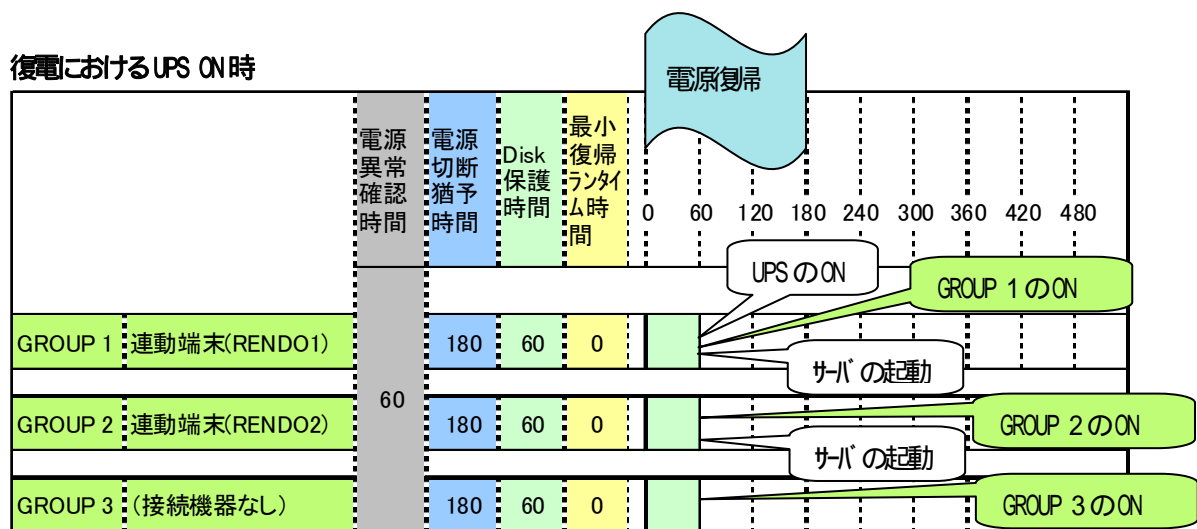 復電におけるUPS ON時
電源復帰
電源
異常
確認
時間
電源
切断
猶予
時間
Disk
保護
時間
最小
復帰
ランタイ
ム時
間
0 60 120 180 240 300 360 420 480
UPSのON
GROUP 1のON
GROUP 1 連動端末(RENDO1) 180 60 0
サーバの起動
60
GROUP 2 連動端末(RENDO2) 180 60 0
GROUP 2のON
サーバの起動
GROUP 3 (接続機器なし) 180 60 0
GROUP 3のON